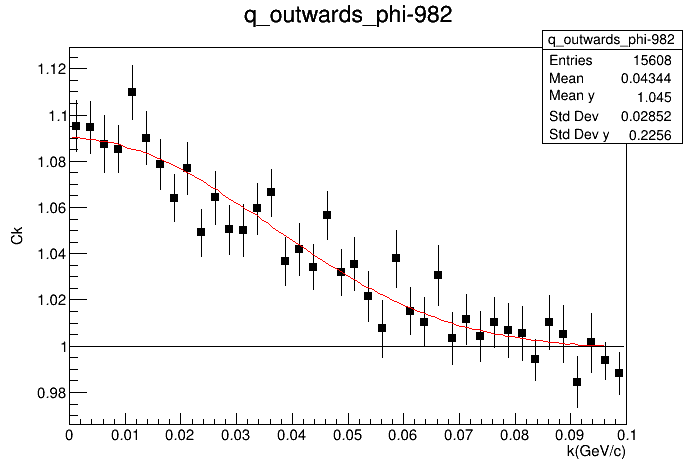 q_outwards_phi-982
q_outwards_phi-982
Entries 15608
Mean 0.04344
Mean y 1.045
Std Dev 0.02852
Std Dev y 0.2256
Ck
1.12
1.1
1.08
1.06
1.04
1.02
1
0.98
0 0.01 0.02 0.03 0.04 0.05 0.06 0.07 0.08 0.09 0.1
k(GeV/c)